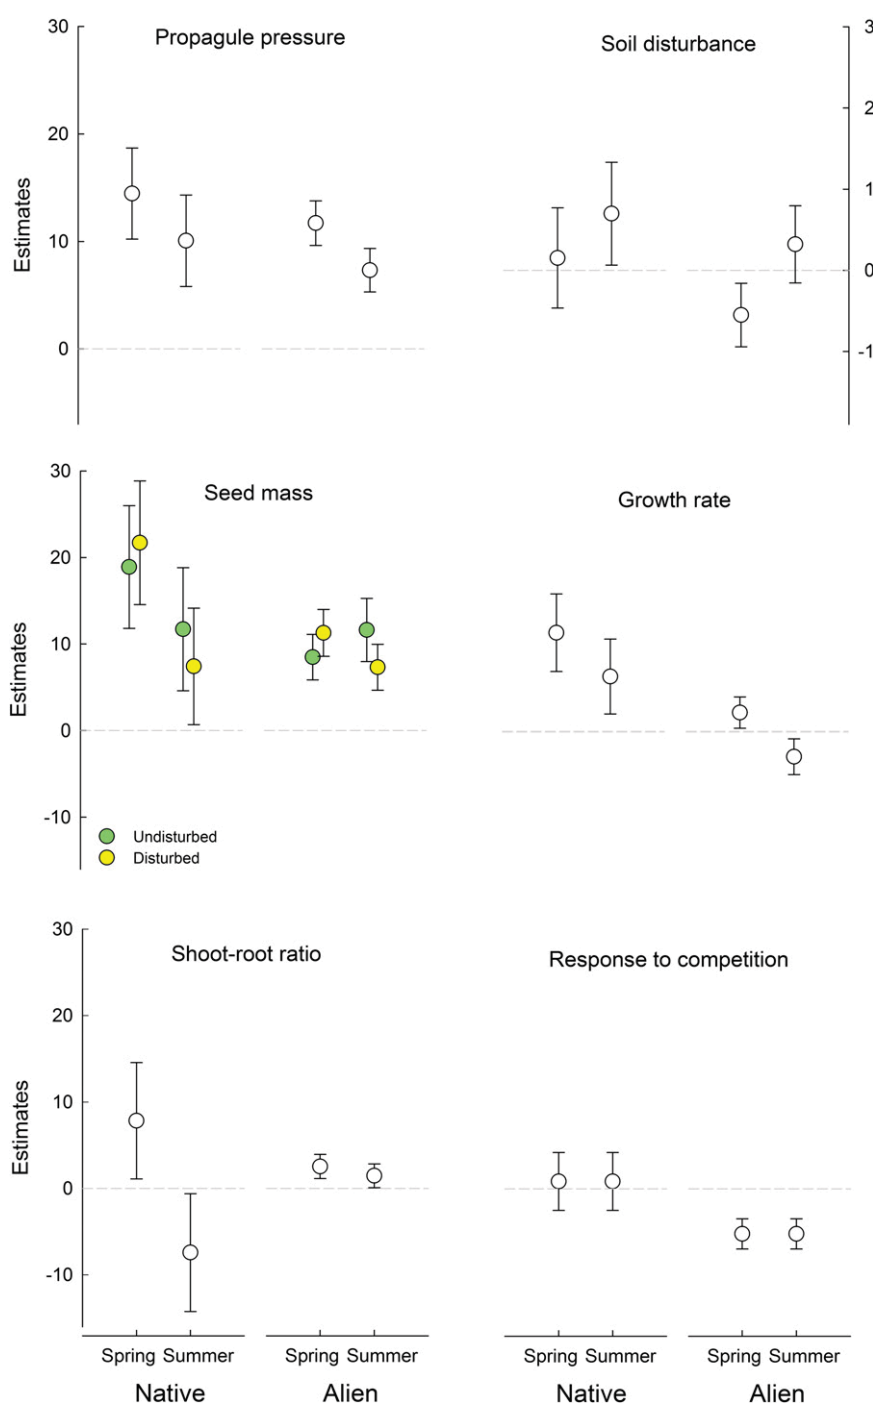 Propagule pressure
Soil disturbance
30
20
10
0
Estimates
3
2
1
0
-1
Seed mass
Growth rate
30
20
10
0
-10
Estimates
Undisturbed
Disturbed
Shoot-root ratio
Response to competition
30
20
10
0
-10
Estimates
Spring Summer Spring Summer Spring Summer Spring Summer
Native Alien Native Alien